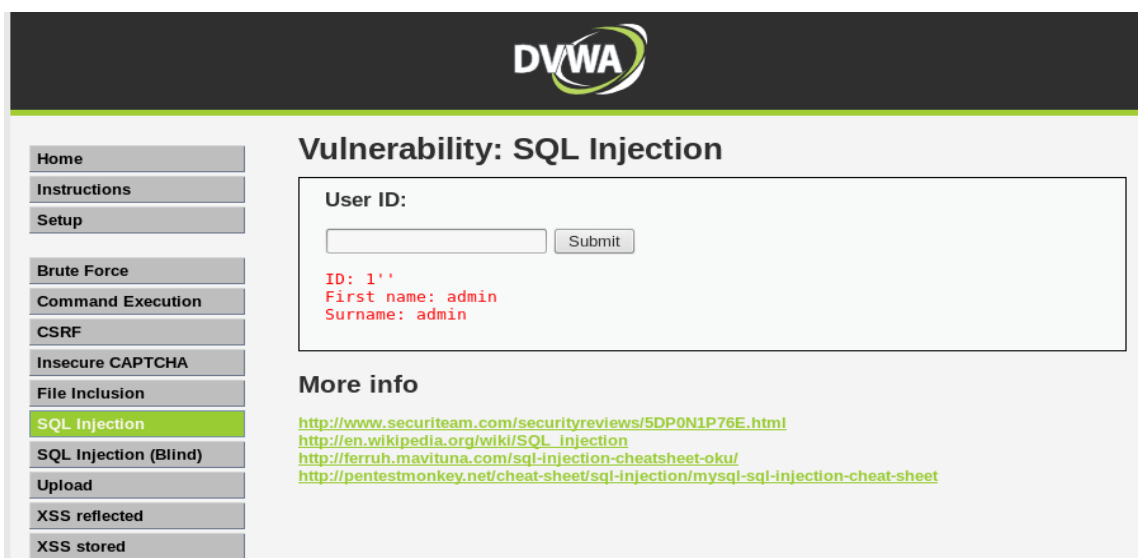 DVWA
Home
Instructions
Setup
Brute Force
Command Execution
CSRF
Insecure CAPTCHA
File Inclusion
SQL Injection
SQL Injection (Blind)
Upload
XSS reflected
XSS stored
Vulnerability: SQL Injection
User ID:
Submit
ID: 1''
First name: admin
Surname: admin
More info
http://www.securiteam.com/securityreviews/5DP0N1P76E.html
http://en.wikipedia.org/wiki/SQL_injection
http://ferruh.mavituna.com/sql-injection-cheatsheet-oku/
http://pentestmonkey.net/cheat-sheet/sql-injection/mysql-sql-injection-cheat-sheet